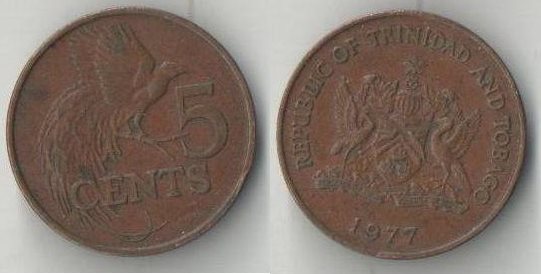 5
CENTS
REPUBLIC OF TRINIDAD AND TOBAGO
1977